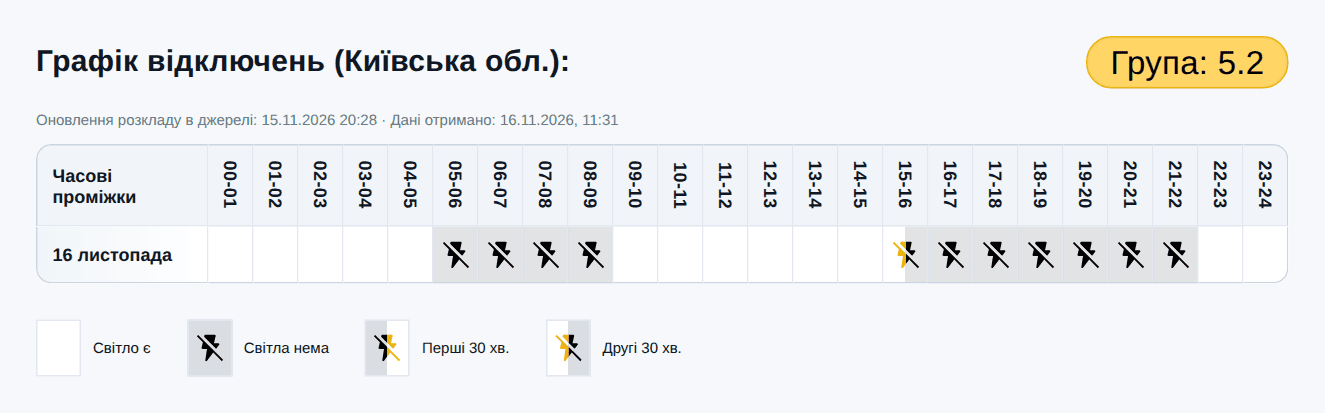 Графік відключень (Київська обл.):
Група: 5.2
Оновлення розкладу в джерелі: 15.11.2026 20:28 · Дані отримано: 16.11.2026, 11:31
Часові
проміжки
00-01
01-02
02-03
03-04
04-05
05-06
06-07
07-08
08-09
09-10
10-11
11-12
12-13
13-14
14-15
15-16
16-17
17-18
18-19
19-20
20-21
21-22
22-23
23-24
16 листопада
Світло є
Світла нема
Перші 30 хв.
Другі 30 хв.